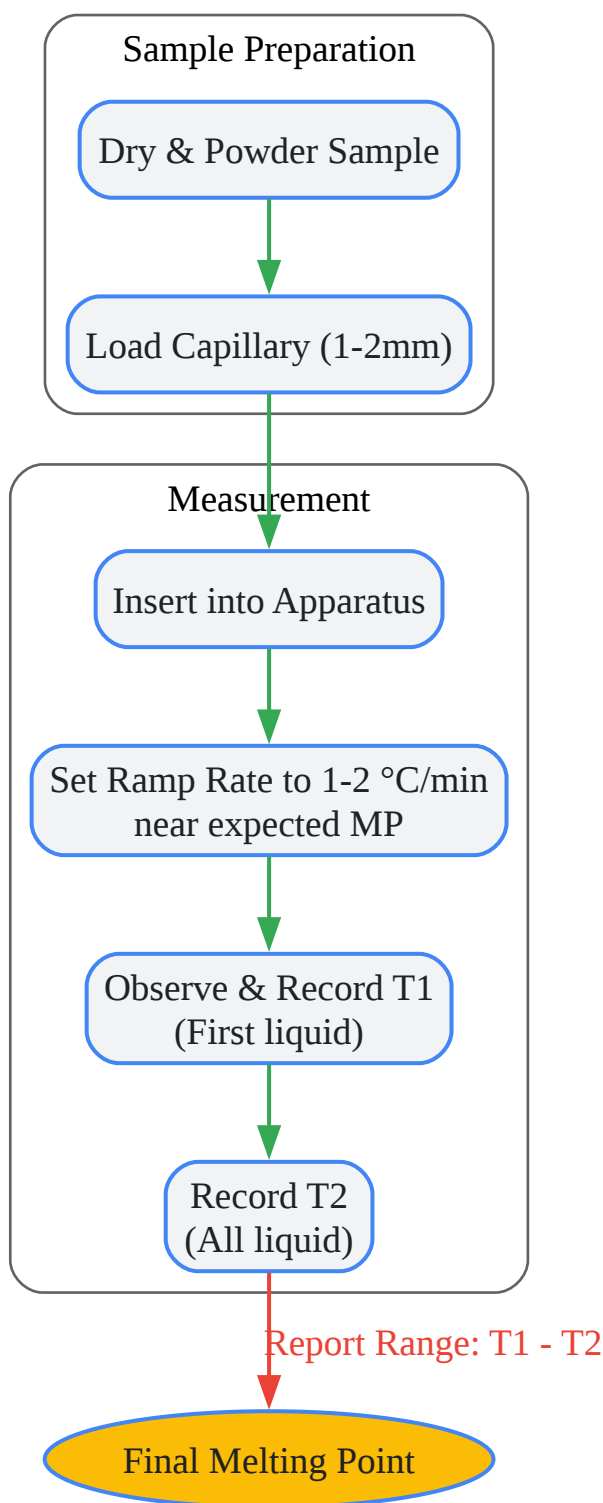 Sample Preparation
Dry & Powder Sample
Load Capillary (1-2mm)
Measurement
Insert into Apparatus
Set Ramp Rate to 1-2 °C/min
near expected MP
Observe & Record T1
(First liquid)
Record T2
(All liquid)
Report Range: T1 - T2
Final Melting Point